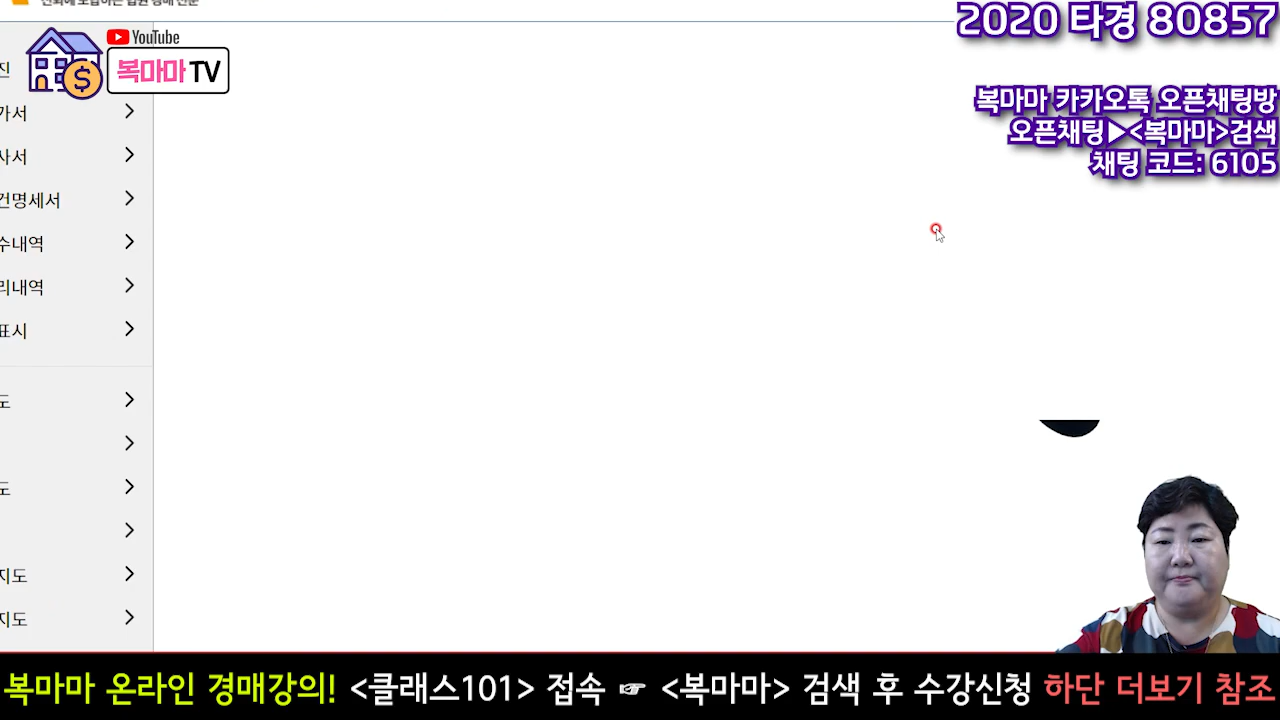 2020 타경 80857
YouTube
복마마 TV
복마마 카카오톡 오픈채팅방
오픈채팅▶<복마마>검색
채팅 코드: 6105
진
가서
사서
건명세서
수내역
리내역
표시
도
도
지도
지도
복마마 온라인 경매강의! <클래스101> 접속 ☞ <복마마> 검색 후 수강신청 하단 더보기 참조